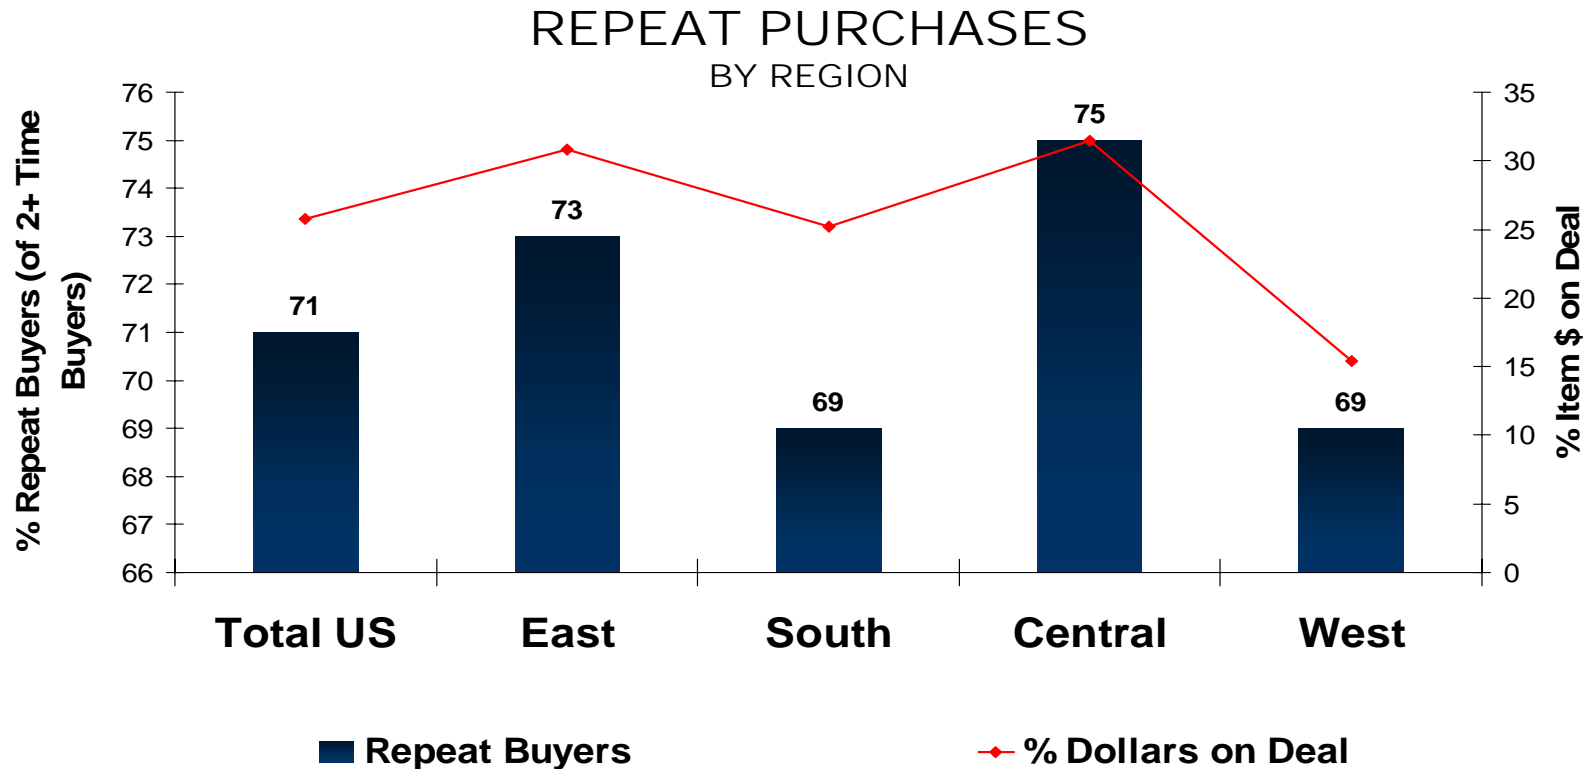 REPEAT PURCHASES
BY REGION
% Repeat Buyers (of 2+ Time
Buyers)
76
75
74
73
72
71
70
69
68
67
66
71
73
69
75
69
35
30
25
20
15
10
5
0
% Item $ on Deal
Total US
East
South
Central
West
Repeat Buyers
% Dollars on Deal